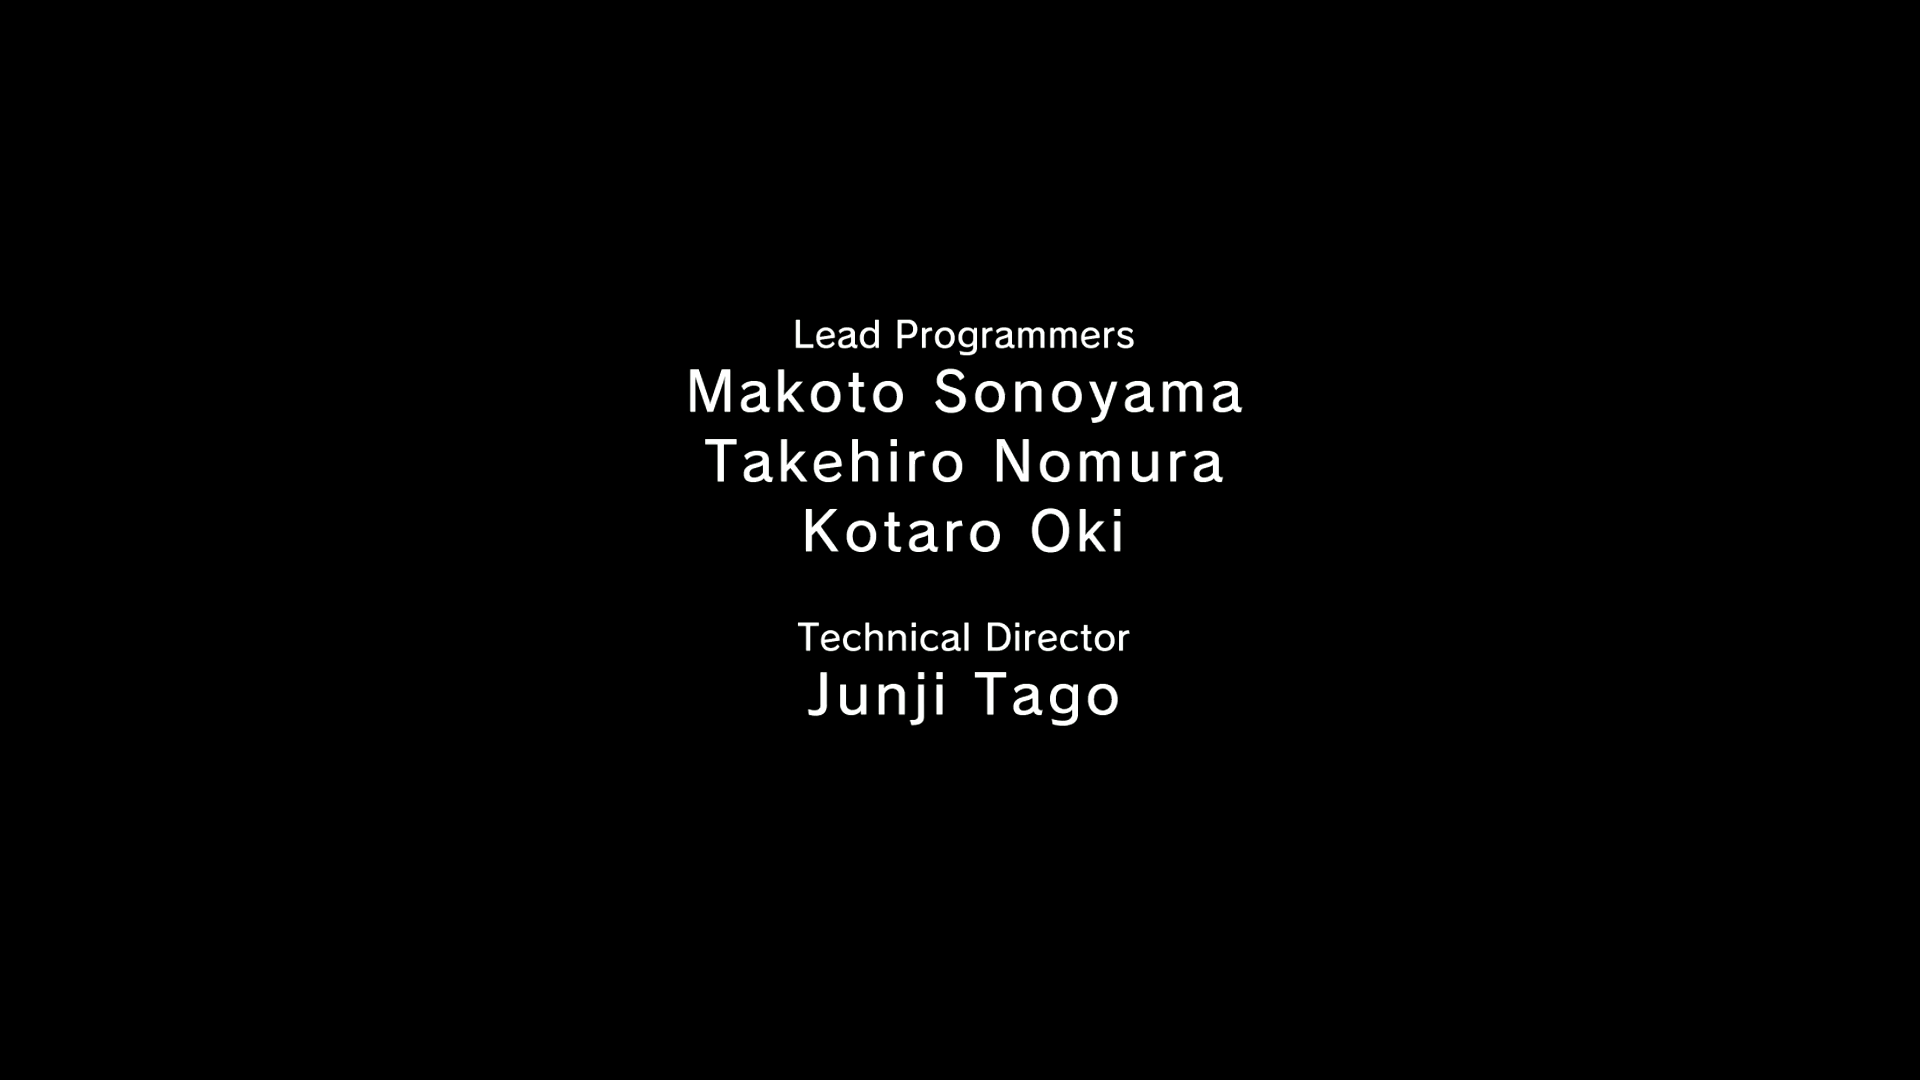 Lead Programmers
Makoto Sonoyama
Takehiro Nomura
Kotaro Oki
Technical Director
Junji Tago